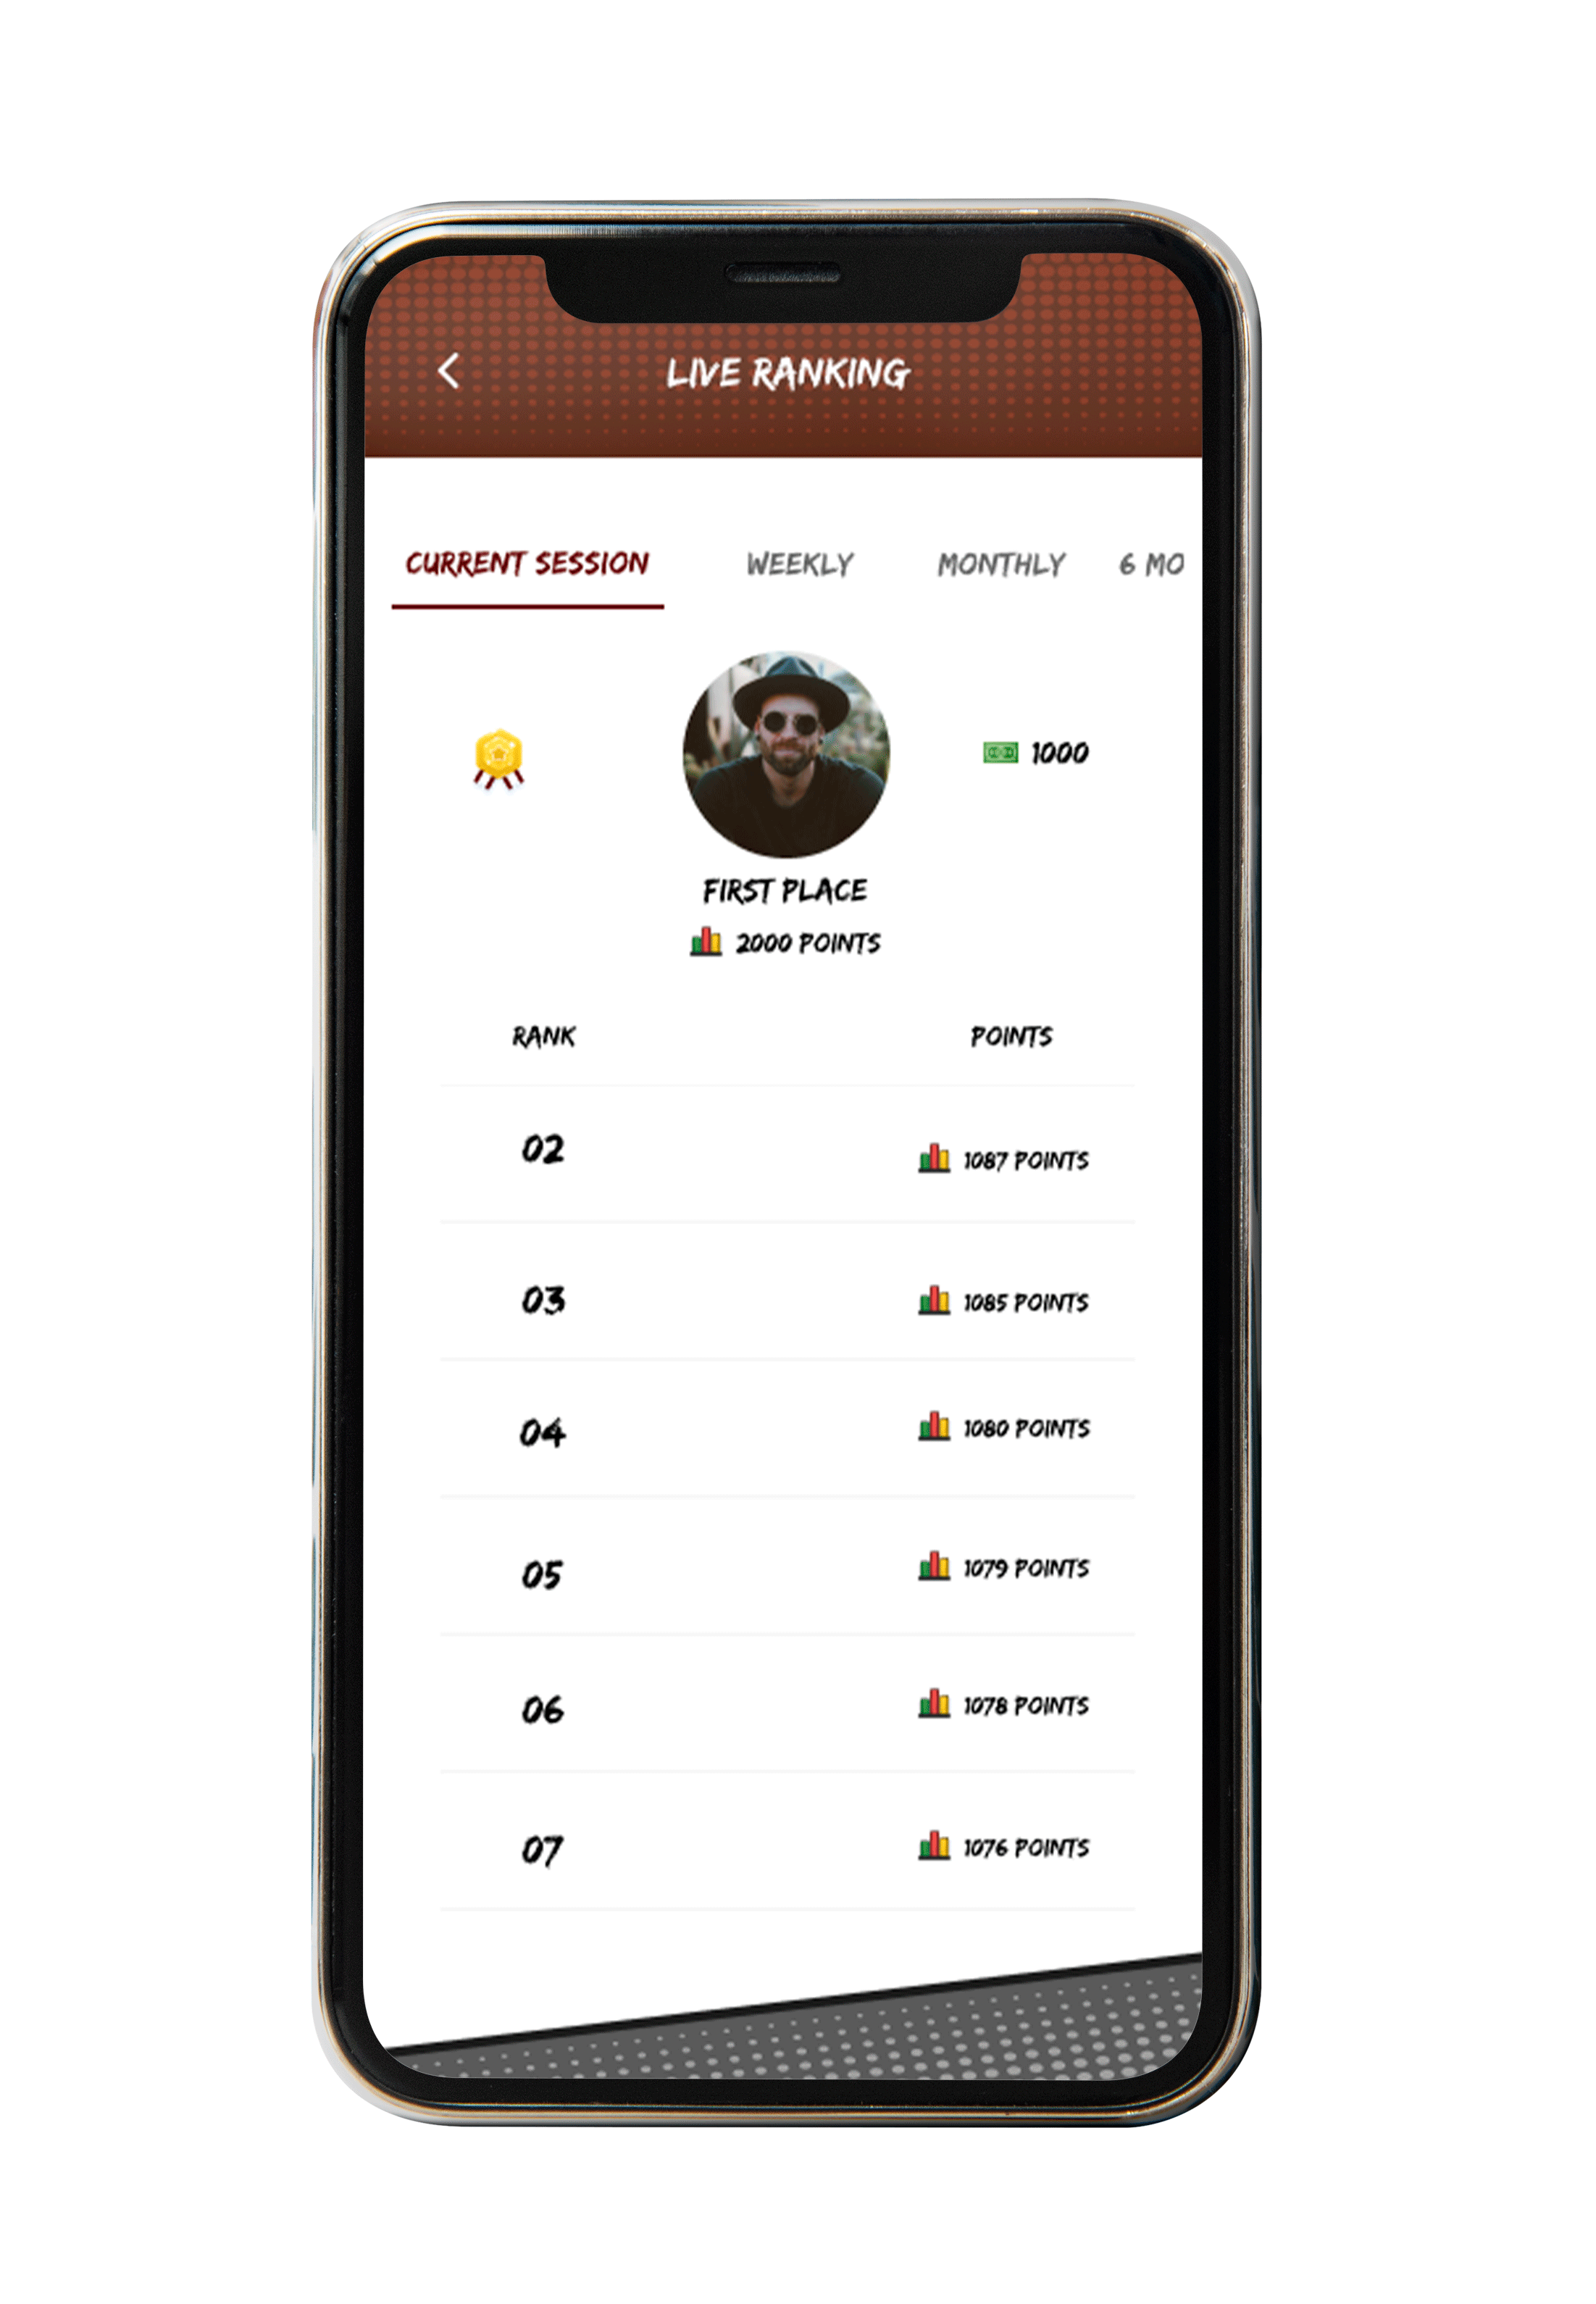 LIVE RANKING
CURRENT SESSION WEEKLY MONTHLY 6 MO
1000
FIRST PLACE
2000 POINTS
RANK POINTS
02 1087 POINTS
03 1085 POINTS
04 1080 POINTS
05 1079 POINTS
06 1078 POINTS
07 1076 POINTS